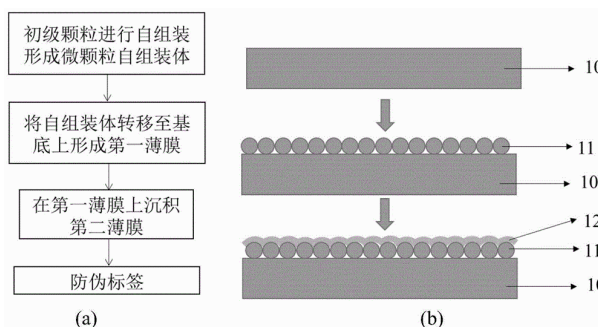 初级颗粒进行自组装
形成微颗粒自组装体
将自组装体转移至基
底上形成第一薄膜
在第一薄膜上沉积
第二薄膜
防伪标签
(a)
10
11
10
12
11
10
(b)